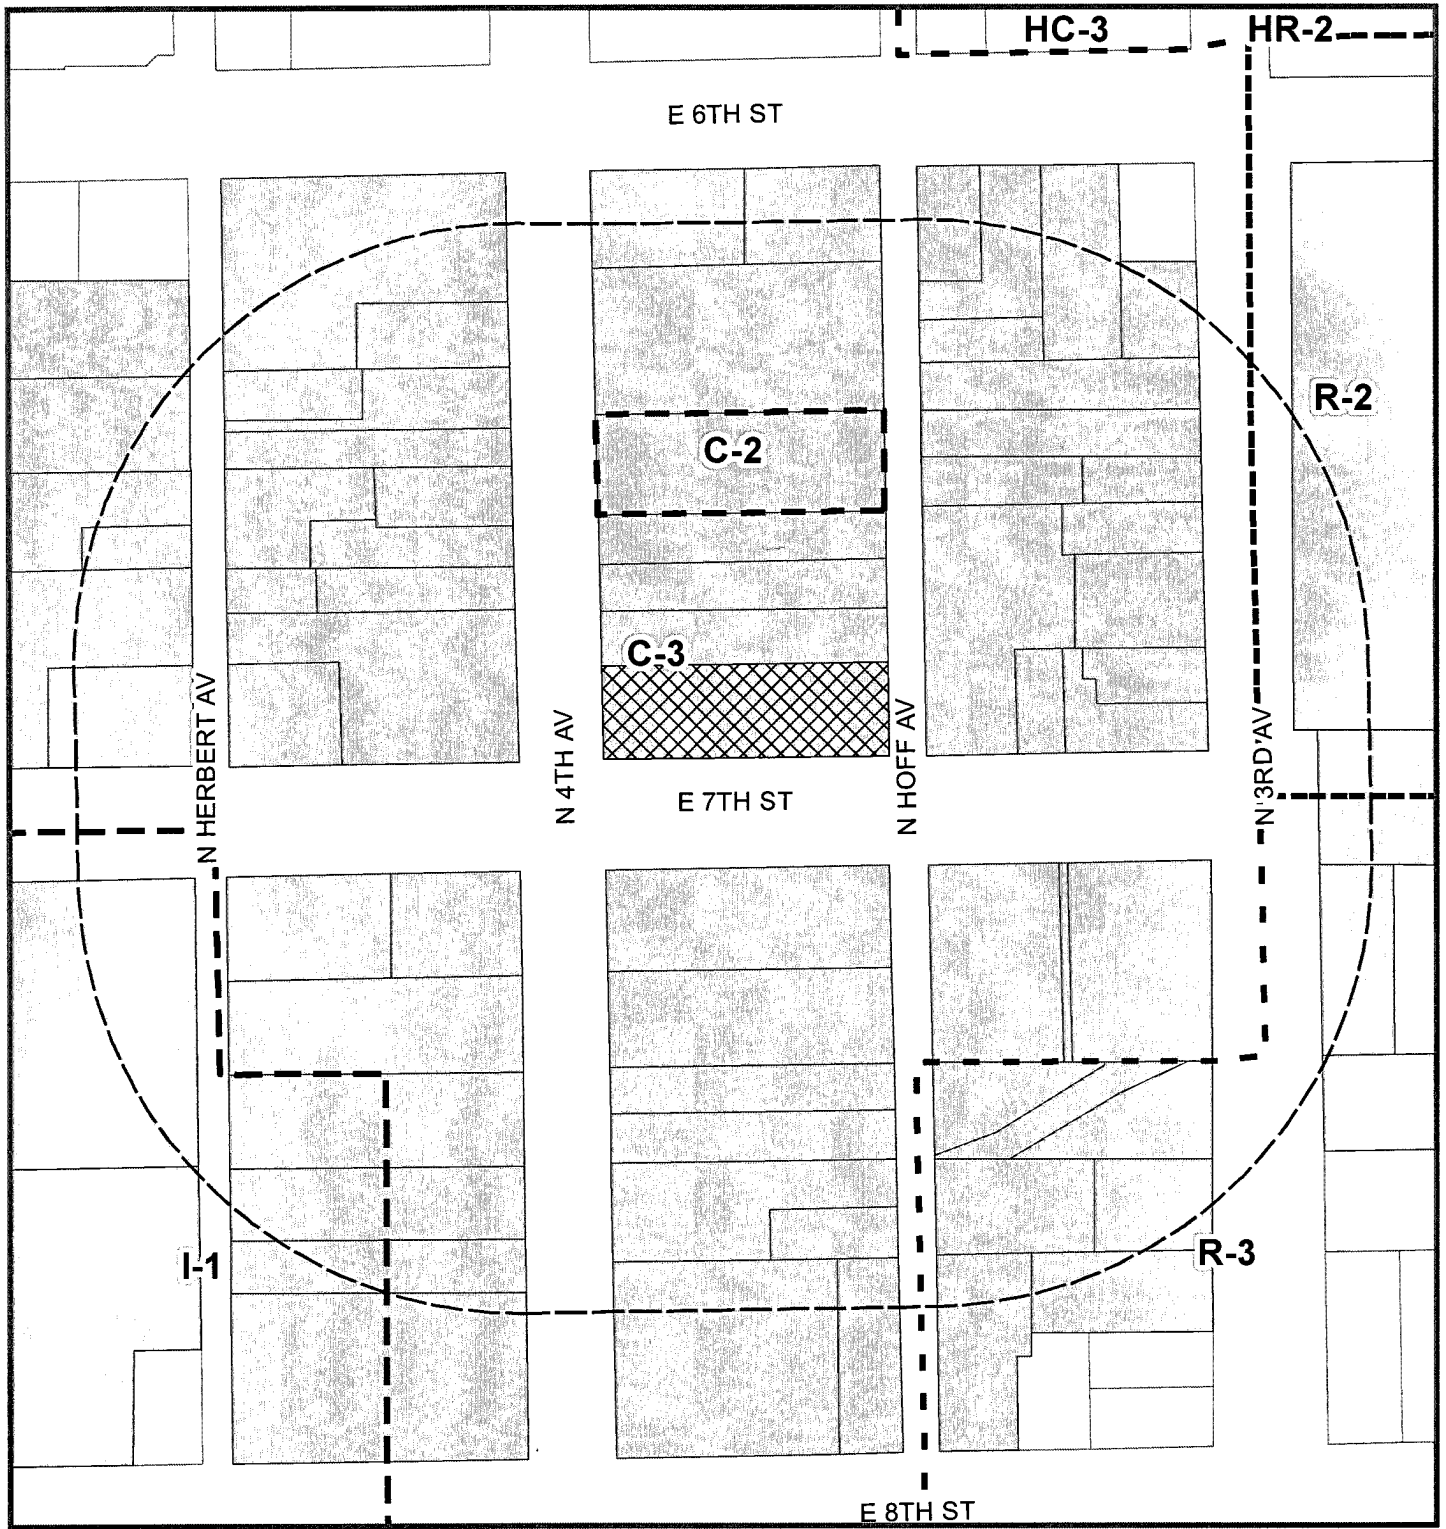 HC-3
HR-2
E 6TH ST
R-2
C-2
C-3
N HERBERT AV
N 4TH AV
E 7TH ST
N HOFF AV
N 3RD AV
I-1
R-3
E 8TH ST